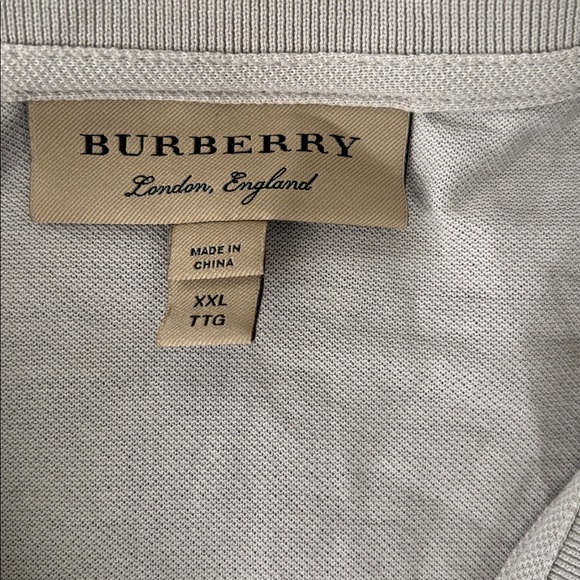 BURBERRY
London, England
MADE IN
CHINA
XXL
TTG